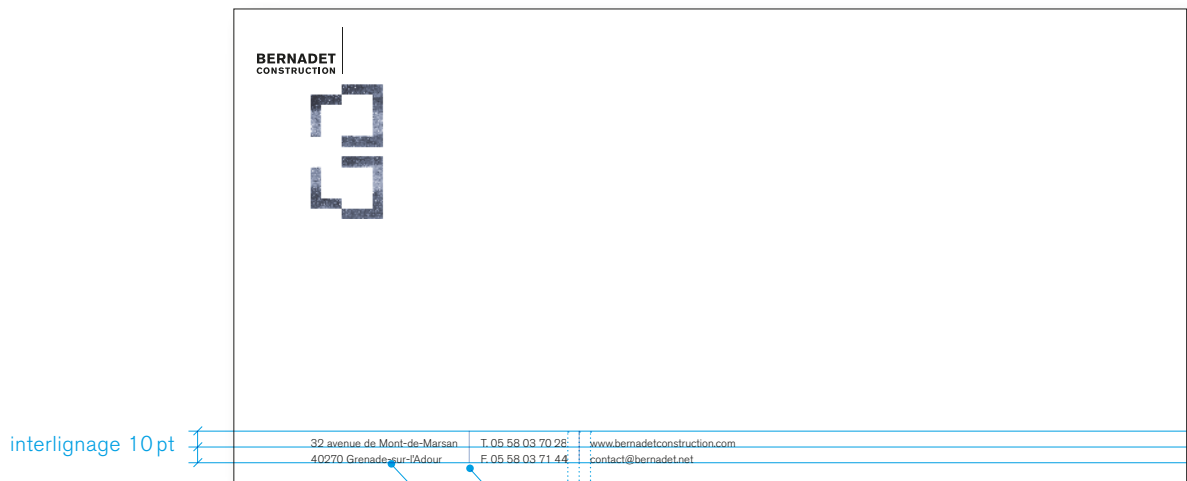 BERNADET
CONSTRUCTION
interlignage 10 pt
32 avenue de Mont-de-Marsan T. 05 58 03 70 28 www.bernadetconstruction.com
40270 Grenade-sur-l'Adour F. 05 58 03 71 44 contact@bernadet.net